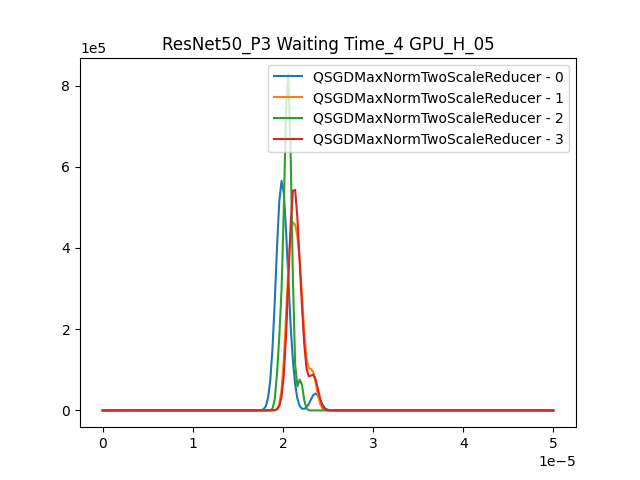 ResNet50_P3 Waiting Time_4 GPU_H_05
1e5
QSGDMaxNormTwoScaleReducer - 0
QSGDMaxNormTwoScaleReducer - 1
QSGDMaxNormTwoScaleReducer - 2
QSGDMaxNormTwoScaleReducer - 3
8
6
4
2
0
0 1 2 3 4 5
1e−5